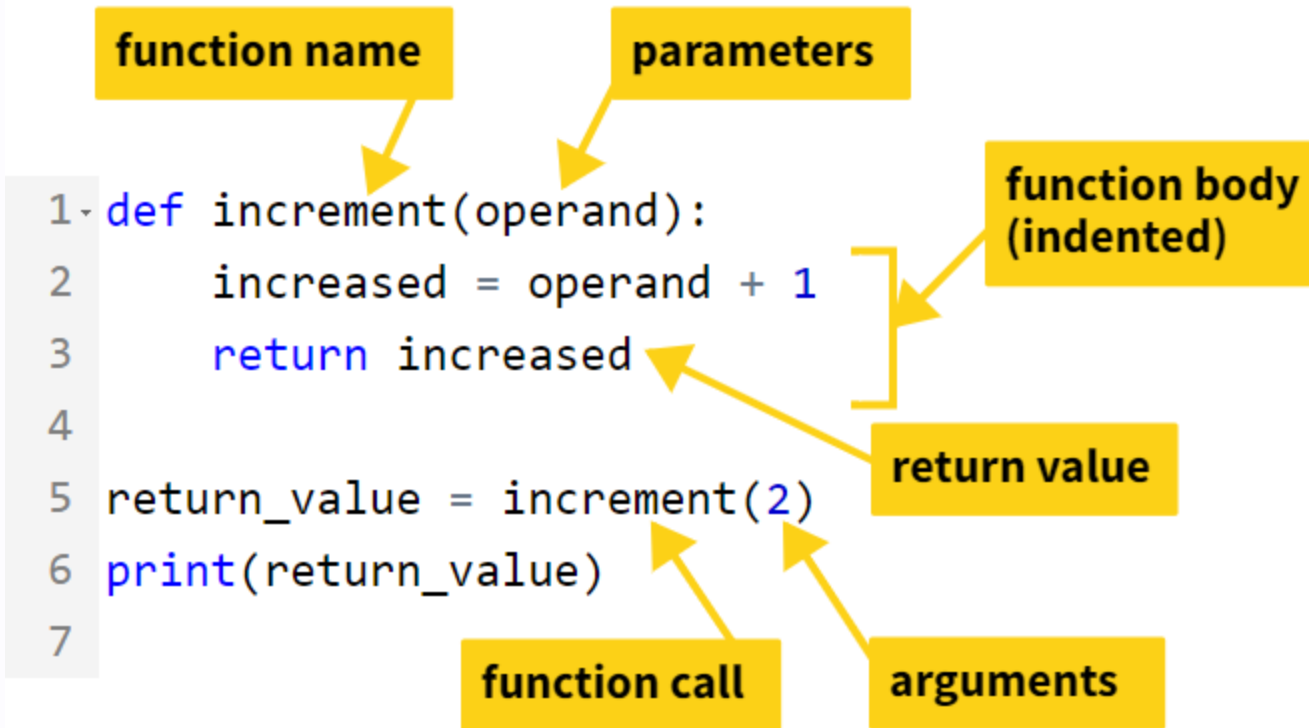 function name
parameters
1 def increment(operand):
function body
(indented)
2     increased = operand + 1
3     return increased
4
return value
5 return_value = increment(2)
6 print(return_value)
7
function call
arguments